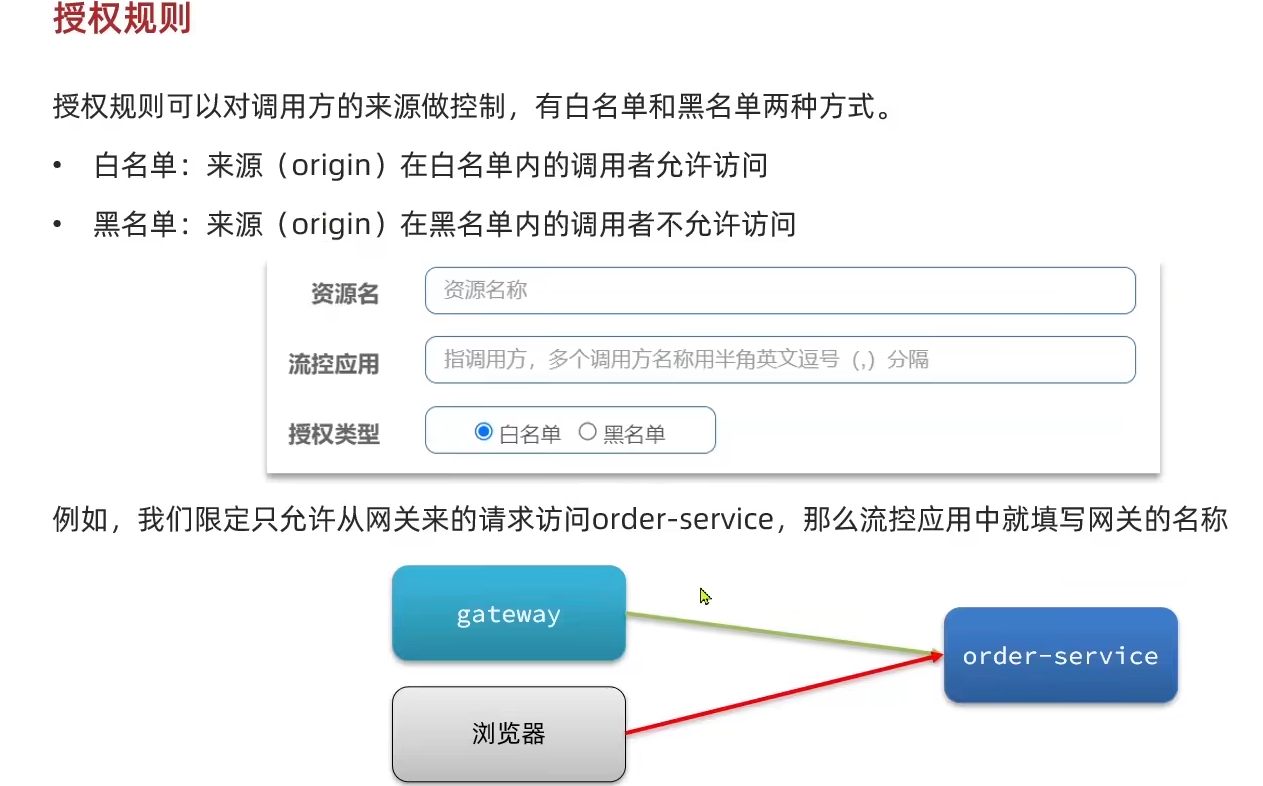 授权规则
授权规则可以对调用方的来源做控制，有白名单和黑名单两种方式。
• 白名单：来源（origin）在白名单内的调用者允许访问
• 黑名单：来源（origin）在黑名单内的调用者不允许访问
资源名 资源名称
流控应用 指调用方，多个调用方名称用半角英文逗号（,）分隔
授权类型 白名单 黑名单
例如，我们限定只允许从网关来的请求访问order-service，那么流控应用中就填写网关的名称
gateway
order-service
浏览器